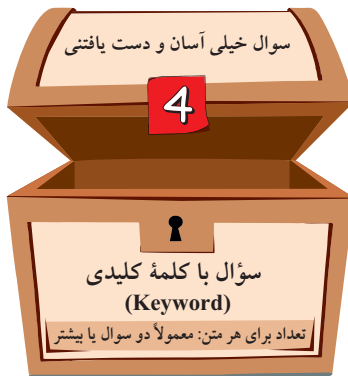 سوال خیلی آسان و دست یافتنی
4
سؤال با کلمۀ کلیدی
(Keyword)
تعداد برای هر متن: معمولاً دو سوال یا بیشتر